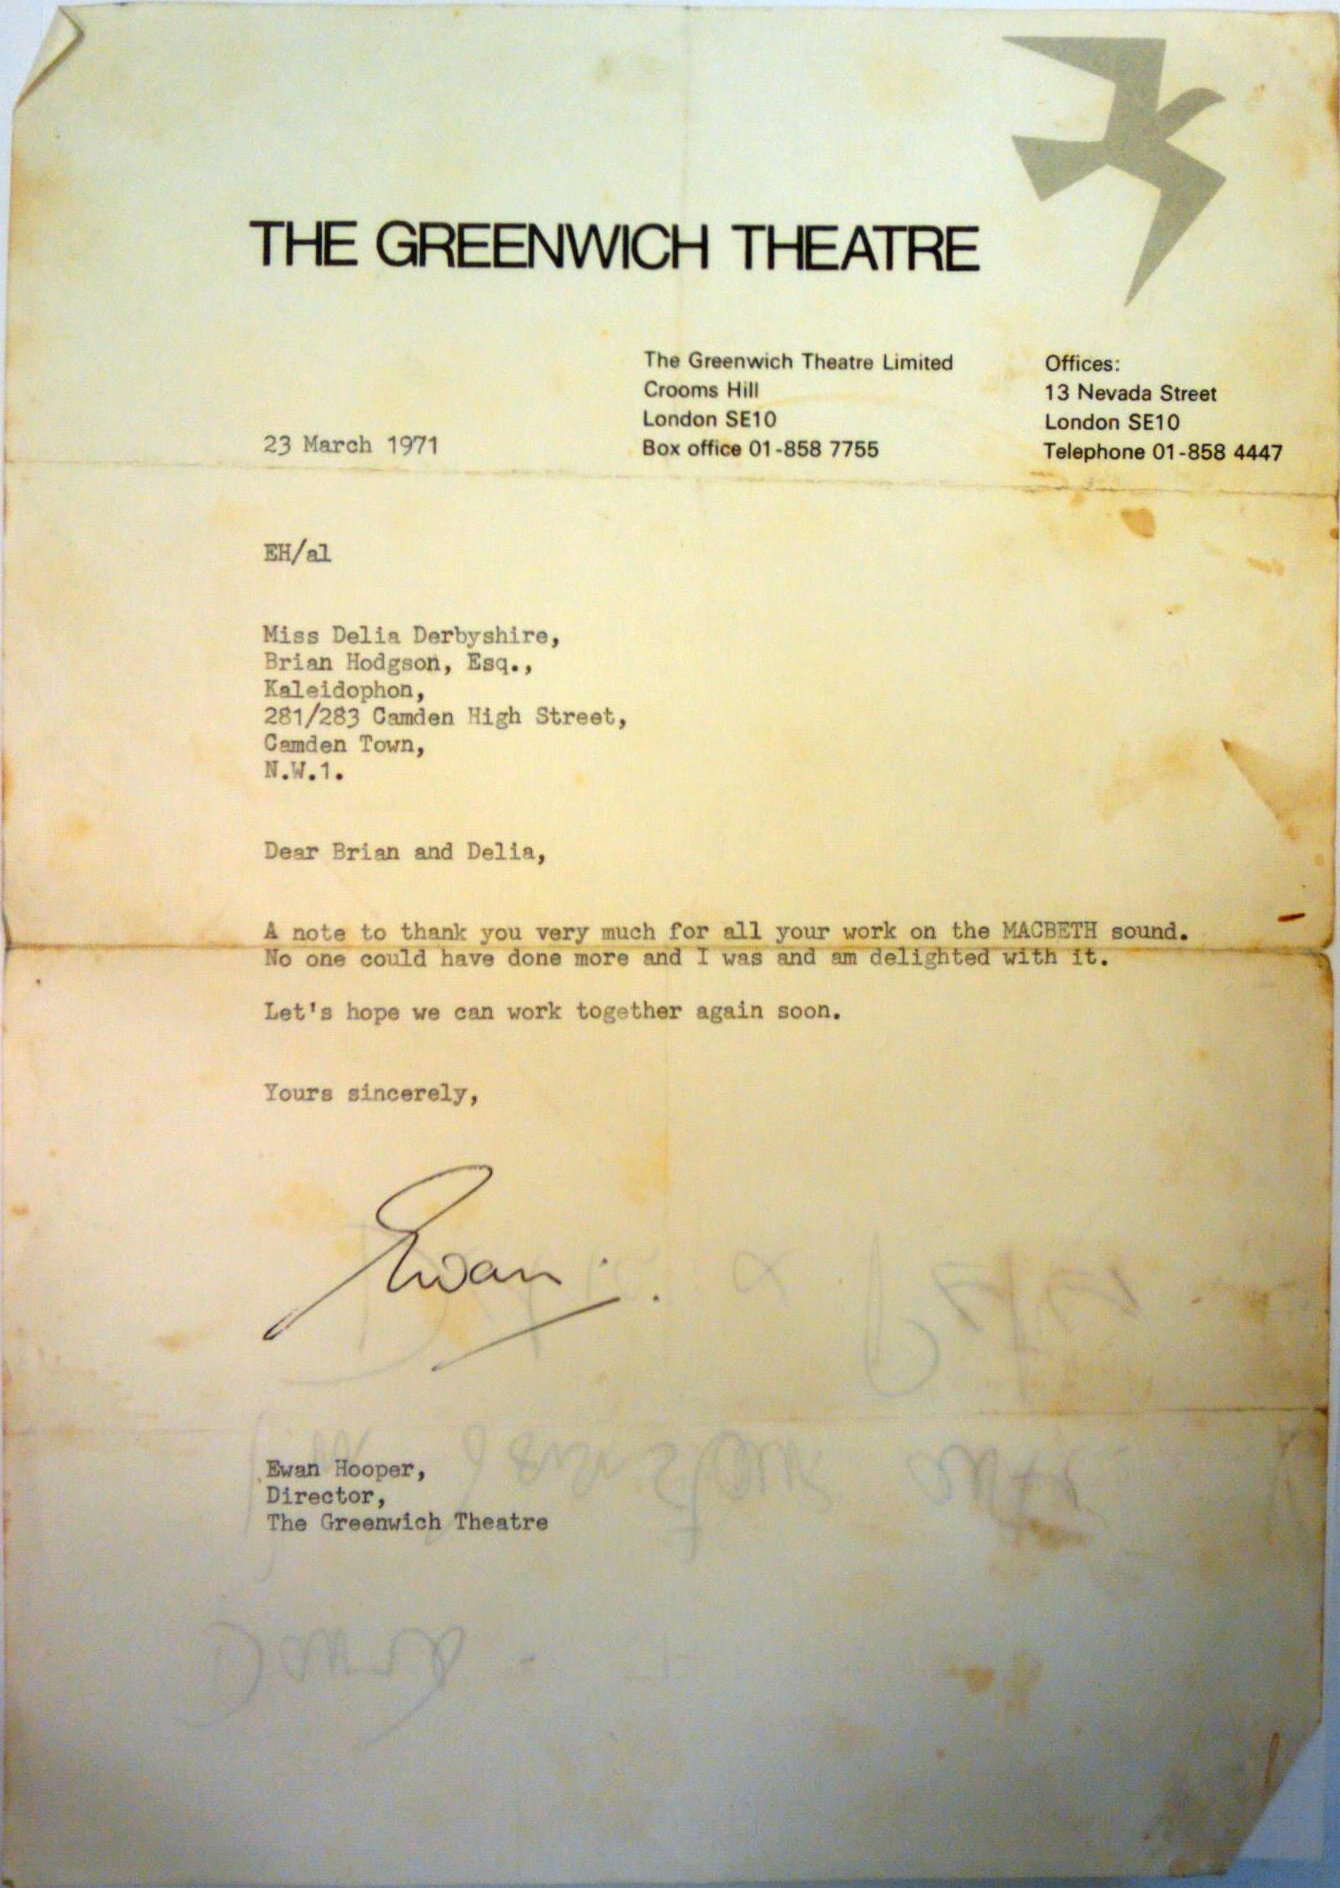 THE GREENWICH THEATRE
The Greenwich Theatre Limited
Crooms Hill
London SE10
Box office 01-858 7755
Offices:
13 Nevada Street
London SE10
Telephone 01-858 4447
23 March 1971
EH/al
Miss Delia Derbyshire,
Brian Hodgson, Esq.,
Kaleidophon,
281/283 Camden High Street,
Camden Town,
N.W.1.
Dear Brian and Delia,
A note to thank you very much for all your work on the MACBETH sound.
No one could have done more and I was and am delighted with it.
Let's hope we can work together again soon.
Yours sincerely,
Ewan.
Ewan Hooper,
Director,
The Greenwich Theatre